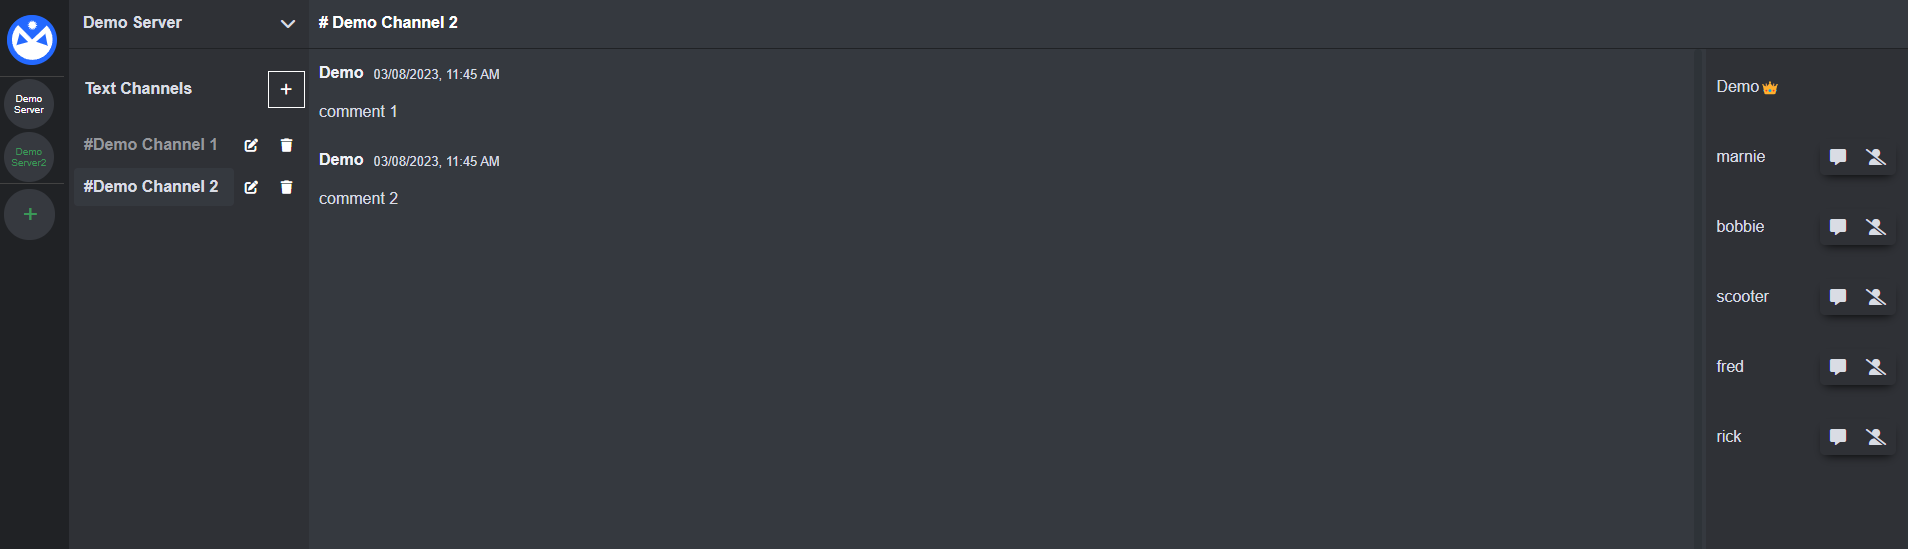 Demo Server
# Demo Channel 2
Demo
Server
Demo
Server2
+
Text Channels
+
#Demo Channel 1
#Demo Channel 2
Demo 03/08/2023, 11:45 AM
comment 1
Demo 03/08/2023, 11:45 AM
comment 2
Demo
marnie
bobbie
scooter
fred
rick